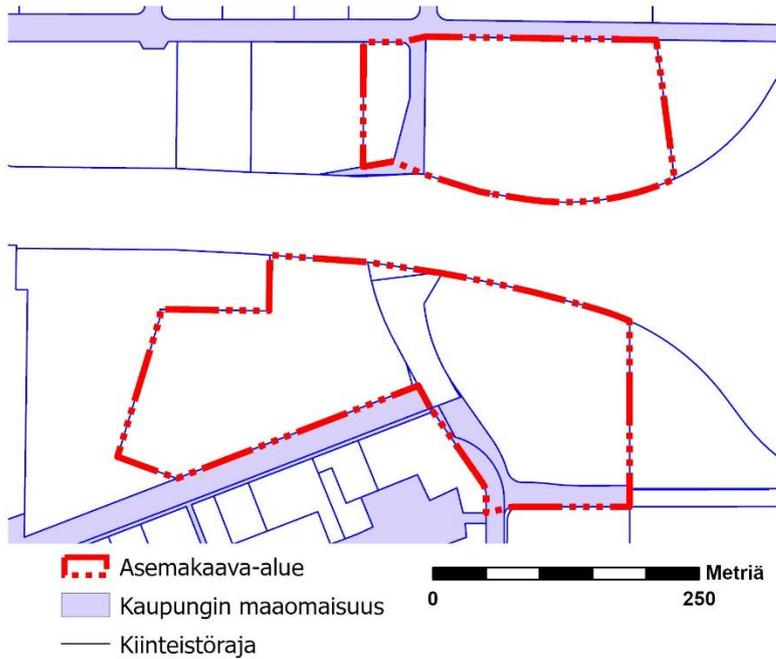 Asemakaava-alue
Kaupungin maaomaisuus
Kiinteistöraja
Metriä
0 250